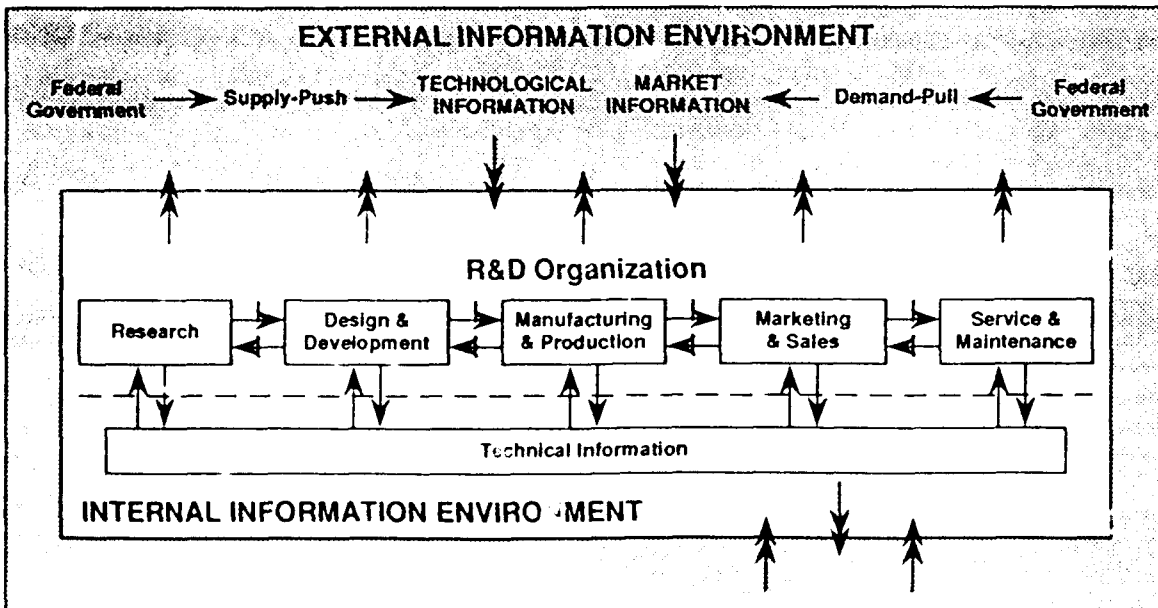 EXTERNAL INFORMATION ENVIRONMENT
Federal
Government
Supply-Push
TECHNOLOGICAL
INFORMATION
MARKET
INFORMATION
Demand-Pull
Federal
Government
R&D Organization
Research
Design &
Development
Manufacturing
& Production
Marketing
& Sales
Service &
Maintenance
Technical Information
INTERNAL INFORMATION ENVIRONMENT